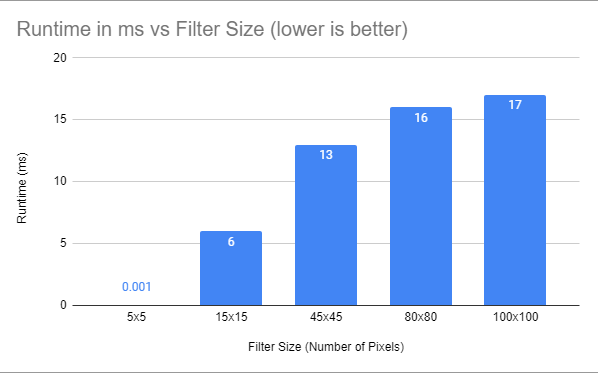 Runtime in ms vs Filter Size (lower is better)
20
15
10
5
0
Runtime (ms)
0.001
6
13
16
17
5x5
15x15
45x45
80x80
100x100
Filter Size (Number of Pixels)